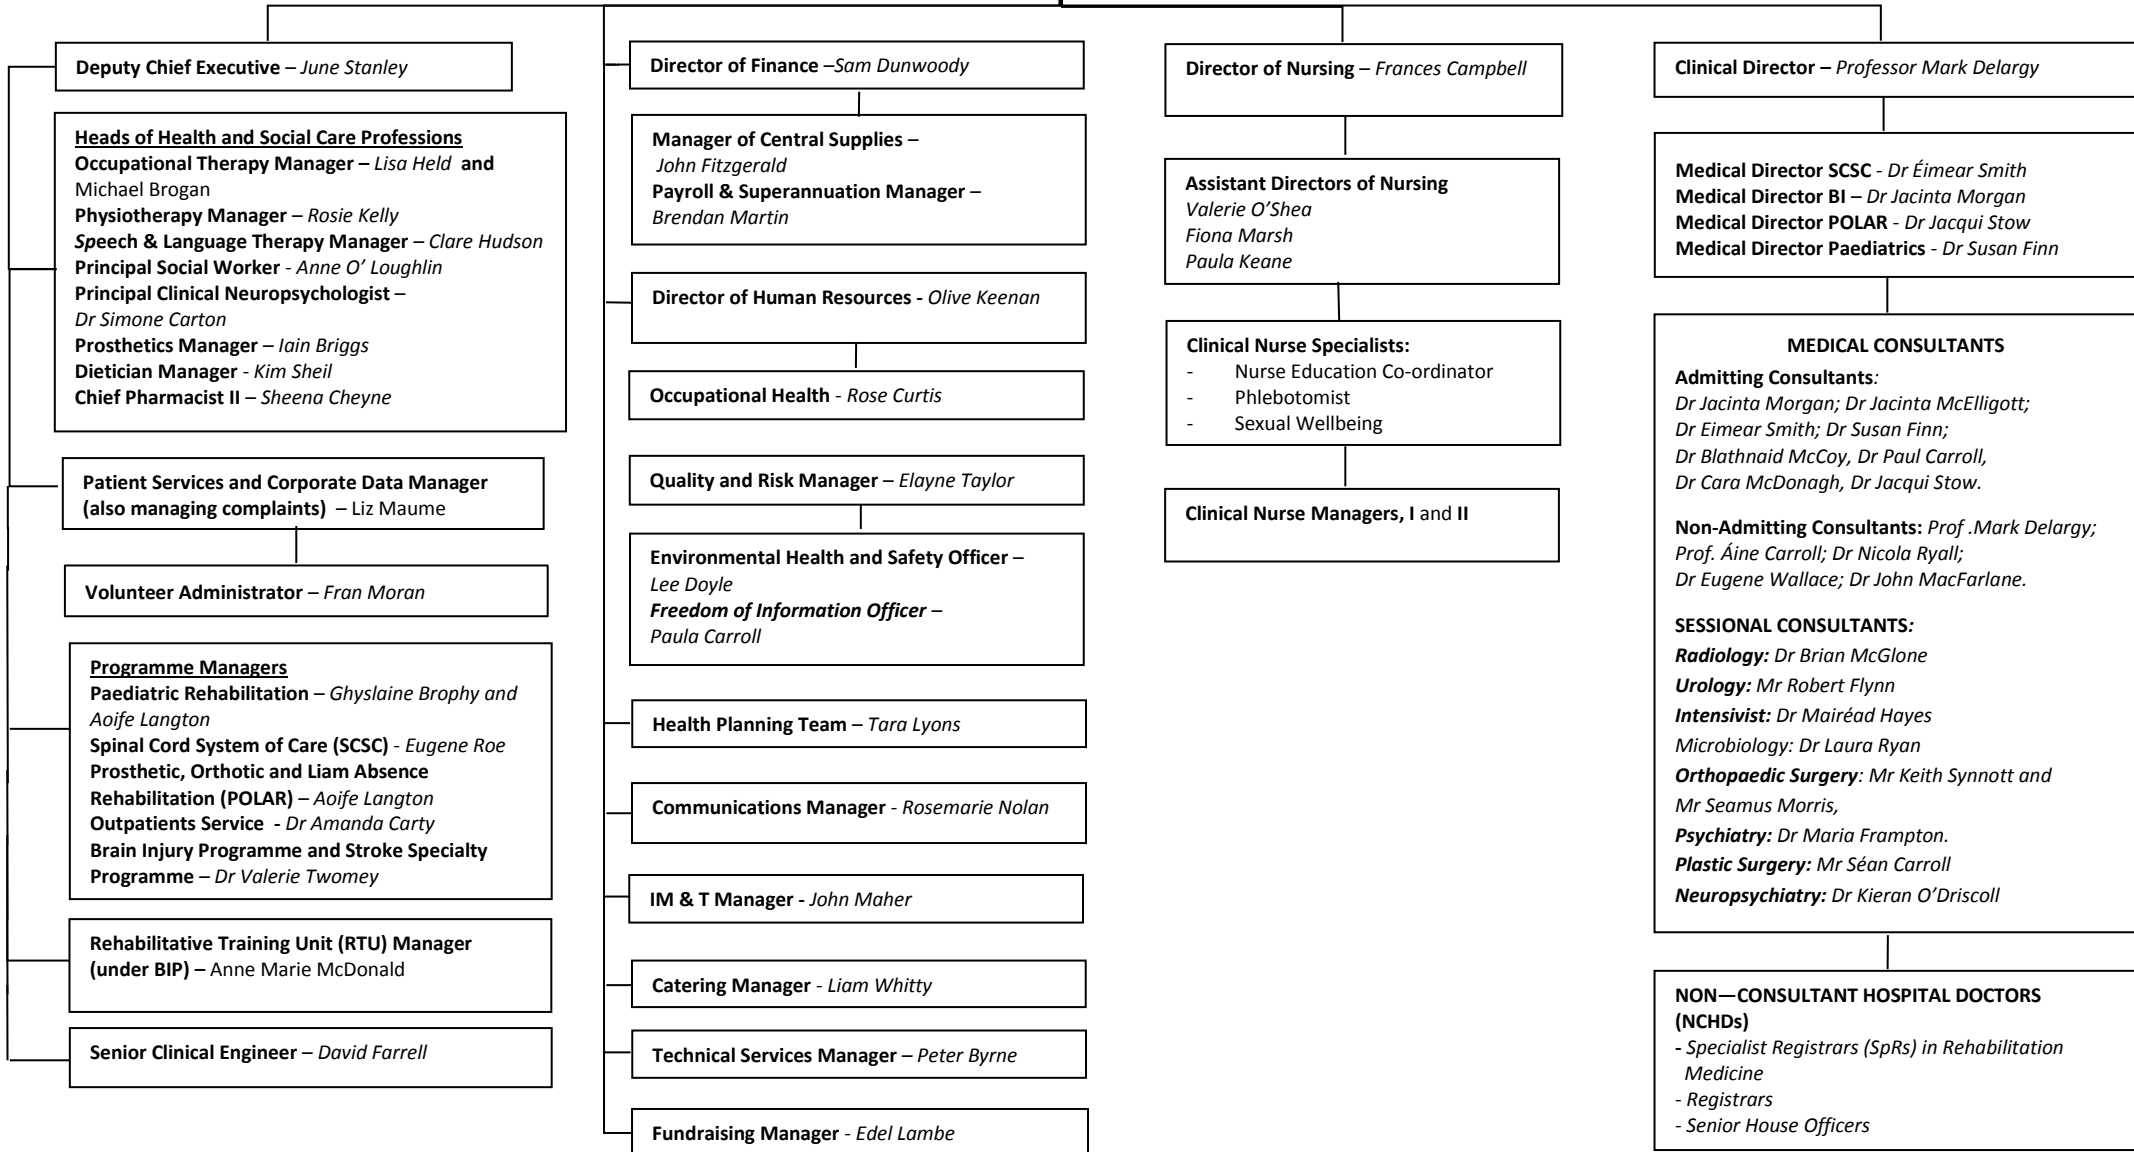 Deputy Chief Executive – June Stanley
Heads of Health and Social Care Professions
Occupational Therapy Manager – Lisa Held and
Michael Brogan
Physiotherapy Manager – Rosie Kelly
Speech & Language Therapy Manager – Clare Hudson
Principal Social Worker - Anne O’ Loughlin
Principal Clinical Neuropsychologist –
Dr Simone Carton
Prosthetics Manager – Iain Briggs
Dietician Manager - Kim Sheil
Chief Pharmacist II – Sheena Cheyne
Patient Services and Corporate Data Manager
(also managing complaints) – Liz Maume
Volunteer Administrator – Fran Moran
Programme Managers
Paediatric Rehabilitation – Ghyslaine Brophy and
Aoife Langton
Spinal Cord System of Care (SCSC) - Eugene Roe
Prosthetic, Orthotic and Liam Absence
Rehabilitation (POLAR) – Aoife Langton
Outpatients Service - Dr Amanda Carty
Brain Injury Programme and Stroke Specialty
Programme – Dr Valerie Twomey
Rehabilitative Training Unit (RTU) Manager
(under BIP) – Anne Marie McDonald
Senior Clinical Engineer – David Farrell
Director of Finance –Sam Dunwoody
Manager of Central Supplies –
John Fitzgerald
Payroll & Superannuation Manager –
Brendan Martin
Director of Human Resources - Olive Keenan
Occupational Health - Rose Curtis
Quality and Risk Manager – Elayne Taylor
Environmental Health and Safety Officer –
Lee Doyle
Freedom of Information Officer –
Paula Carroll
Health Planning Team – Tara Lyons
Communications Manager - Rosemarie Nolan
IM & T Manager - John Maher
Catering Manager - Liam Whitty
Technical Services Manager – Peter Byrne
Fundraising Manager - Edel Lambe
Director of Nursing – Frances Campbell
Assistant Directors of Nursing
Valerie O’Shea
Fiona Marsh
Paula Keane
Clinical Nurse Specialists:
- Nurse Education Co-ordinator
- Phlebotomist
- Sexual Wellbeing
Clinical Nurse Managers, I and II
Clinical Director – Professor Mark Delargy
Medical Director SCSC - Dr Éimear Smith
Medical Director BI – Dr Jacinta Morgan
Medical Director POLAR - Dr Jacqui Stow
Medical Director Paediatrics - Dr Susan Finn
MEDICAL CONSULTANTS
Admitting Consultants:
Dr Jacinta Morgan; Dr Jacinta McElligott;
Dr Eimear Smith; Dr Susan Finn;
Dr Blathnaid McCoy, Dr Paul Carroll,
Dr Cara McDonagh, Dr Jacqui Stow.
Non-Admitting Consultants: Prof .Mark Delargy;
Prof. Áine Carroll; Dr Nicola Ryall;
Dr Eugene Wallace; Dr John MacFarlane.
SESSIONAL CONSULTANTS:
Radiology: Dr Brian McGlone
Urology: Mr Robert Flynn
Intensivist: Dr Mairéad Hayes
Microbiology: Dr Laura Ryan
Orthopaedic Surgery: Mr Keith Synnott and
Mr Seamus Morris,
Psychiatry: Dr Maria Frampton.
Plastic Surgery: Mr Séan Carroll
Neuropsychiatry: Dr Kieran O’Driscoll
NON—CONSULTANT HOSPITAL DOCTORS
(NCHDs)
- Specialist Registrars (SpRs) in Rehabilitation
Medicine
- Registrars
- Senior House Officers